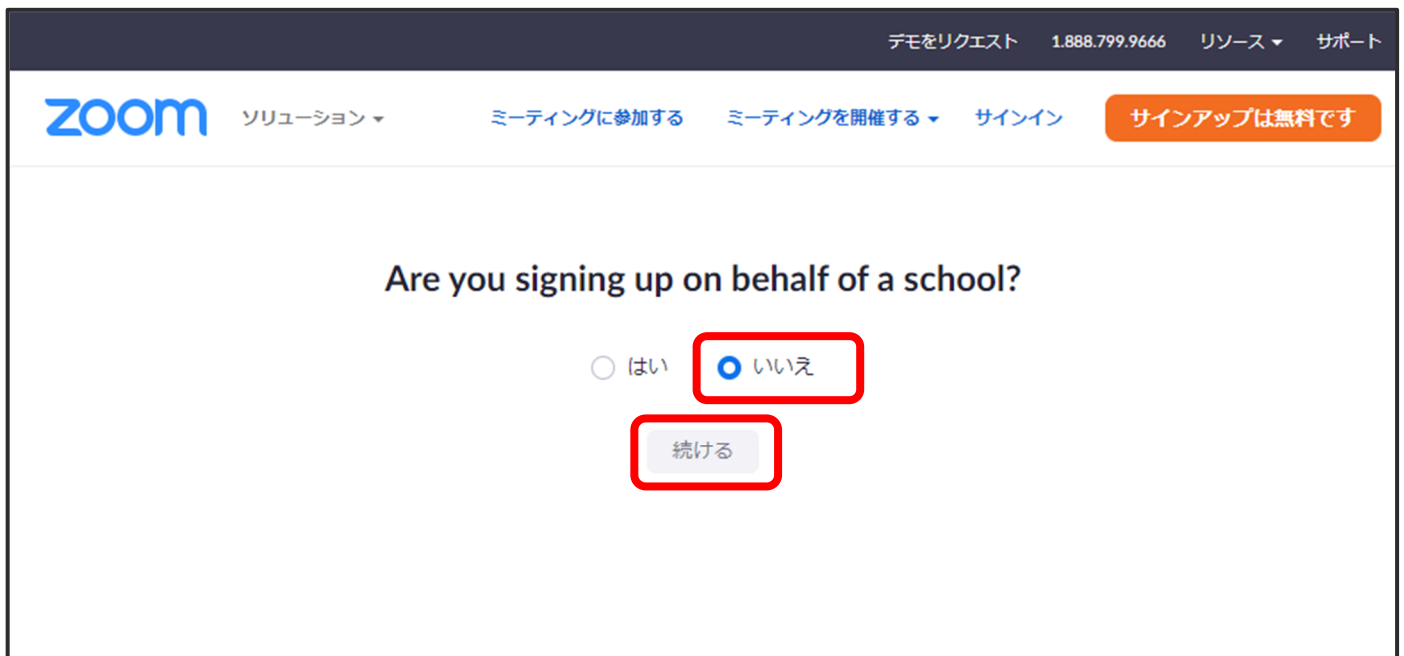 デモをリクエスト 1.888.799.9666 リソース サポート
zoom ソリューション ミーティングに参加する ミーティングを開催する サインイン サインアップは無料です
Are you signing up on behalf of a school?
はい いいえ
続ける